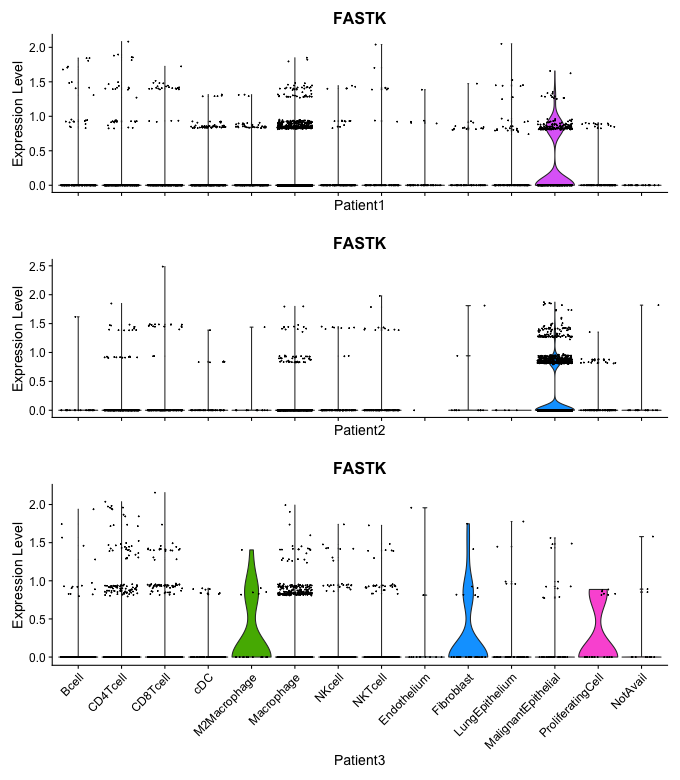 FASTK
Expression Level
2.0
1.5
1.0
0.5
0.0
Patient1
FASTK
Expression Level
2.5
2.0
1.5
1.0
0.5
0.0
Patient2
FASTK
Expression Level
2.0
1.5
1.0
0.5
0.0
Bcell
CD4Tcell
CD8Tcell
cDC
M2Macrophage
Macrophage
NKcell
NKTcell
Endothelium
Fibroblast
LungEpithelium
MalignantEpithelial
ProliferatingCell
NotAvail
Patient3